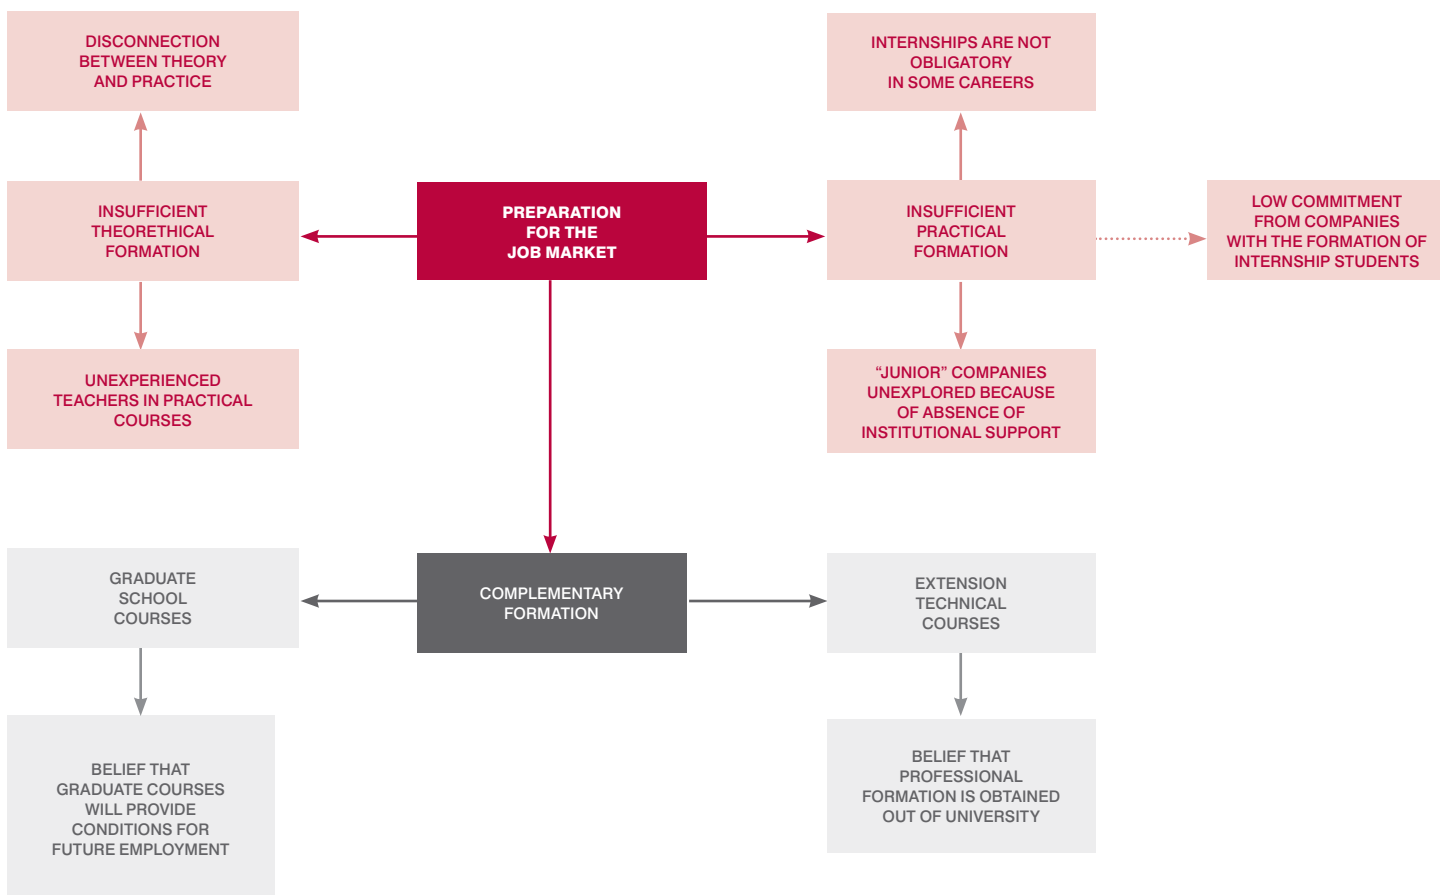 DISCONNECTION
BETWEEN THEORY
AND PRACTICE
INTERNSHIPS ARE NOT
OBLIGATORY
IN SOME CAREERS
INSUFFICIENT
THEORETHICAL
FORMATION
PREPARATION
FOR THE
JOB MARKET
INSUFFICIENT
PRACTICAL
FORMATION
LOW COMMITMENT
FROM COMPANIES
WITH THE FORMATION OF
INTERNSHIP STUDENTS
UNEXPERIENCED
TEACHERS IN PRACTICAL
COURSES
“JUNIOR” COMPANIES
UNEXPLORED BECAUSE
OF ABSENCE OF
INSTITUTIONAL SUPPORT
GRADUATE
SCHOOL
COURSES
COMPLEMENTARY
FORMATION
EXTENSION
TECHNICAL
COURSES
BELIEF THAT
GRADUATE COURSES
WILL PROVIDE
CONDITIONS FOR
FUTURE EMPLOYMENT
BELIEF THAT
PROFESSIONAL
FORMATION IS OBTAINED
OUT OF UNIVERSITY